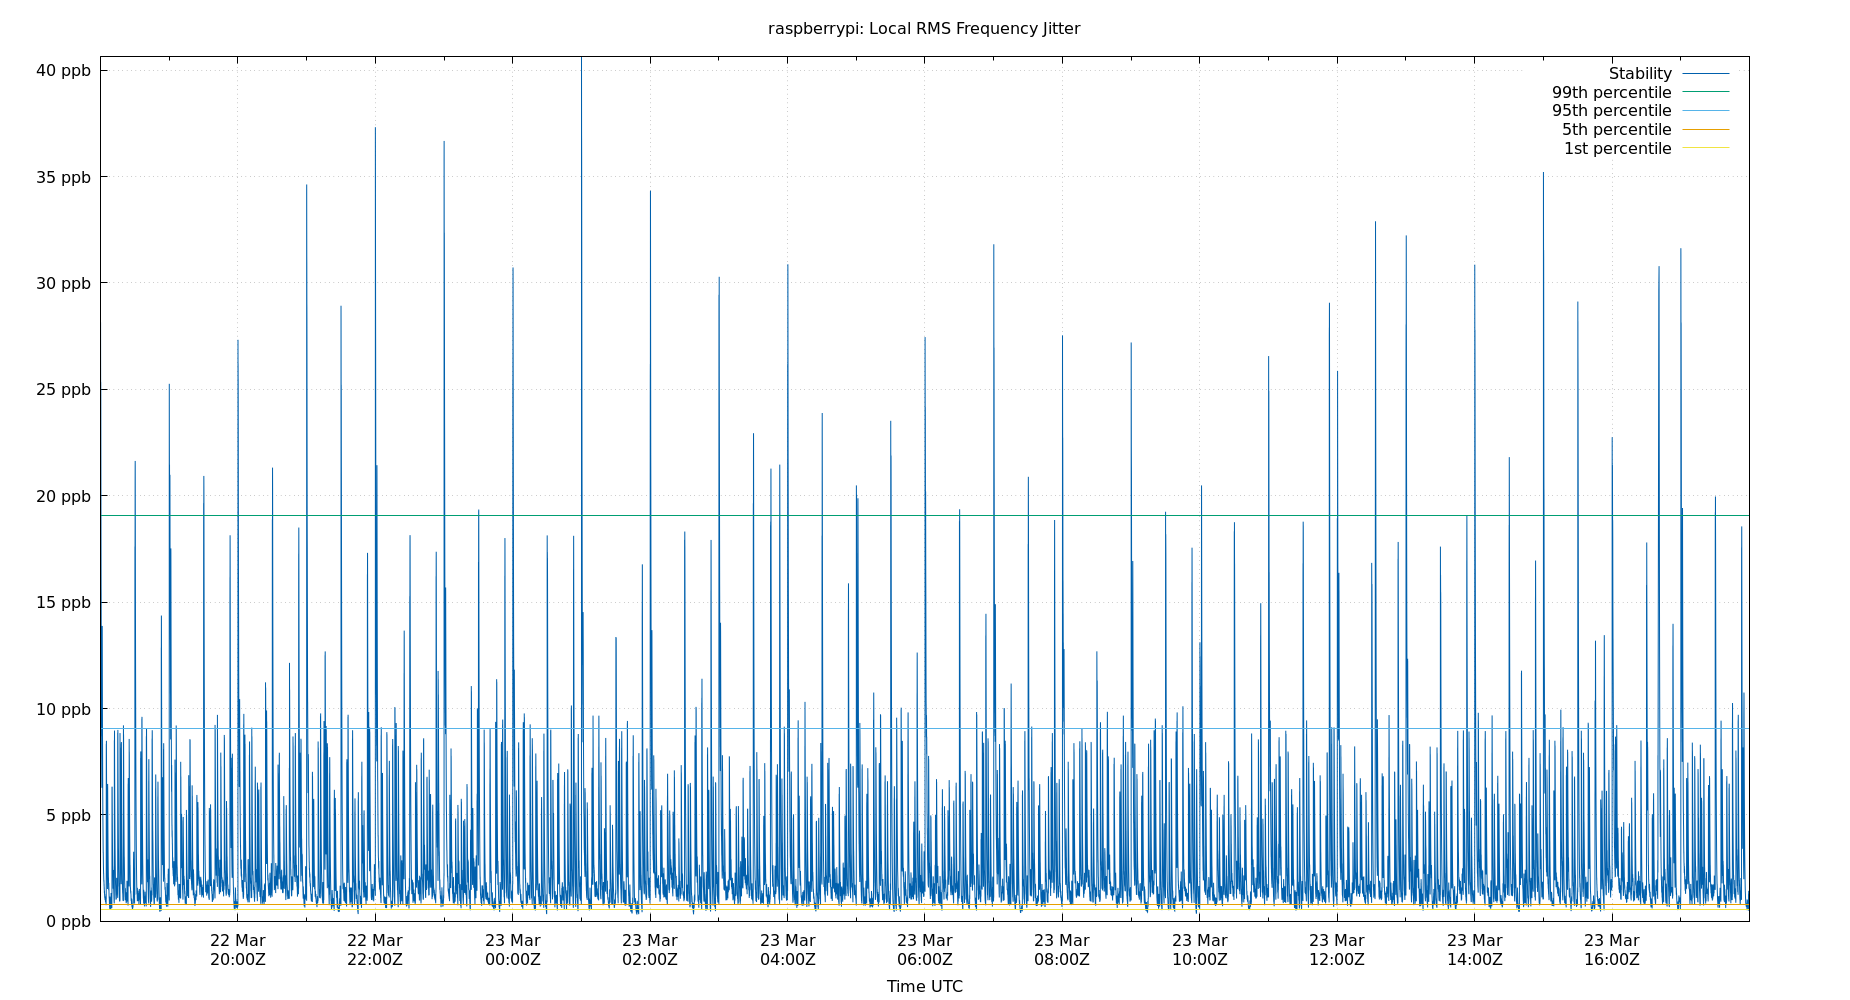 raspberrypi: Local RMS Frequency Jitter
40 ppb
35 ppb
30 ppb
25 ppb
20 ppb
15 ppb
10 ppb
5 ppb
0 ppb
Stability
99th percentile
95th percentile
5th percentile
1st percentile
22 Mar 22 Mar 23 Mar 23 Mar 23 Mar 23 Mar 23 Mar 23 Mar 23 Mar 23 Mar 23 Mar
20:00Z 22:00Z 00:00Z 02:00Z 04:00Z 06:00Z 08:00Z 10:00Z 12:00Z 14:00Z 16:00Z
Time UTC